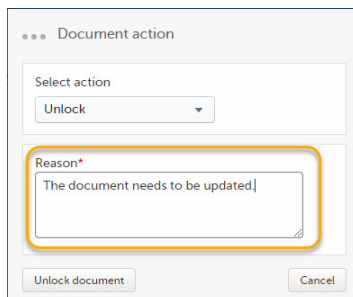 Document action
Select action
Unlock
Reason*
The document needs to be updated.
Unlock document
Cancel